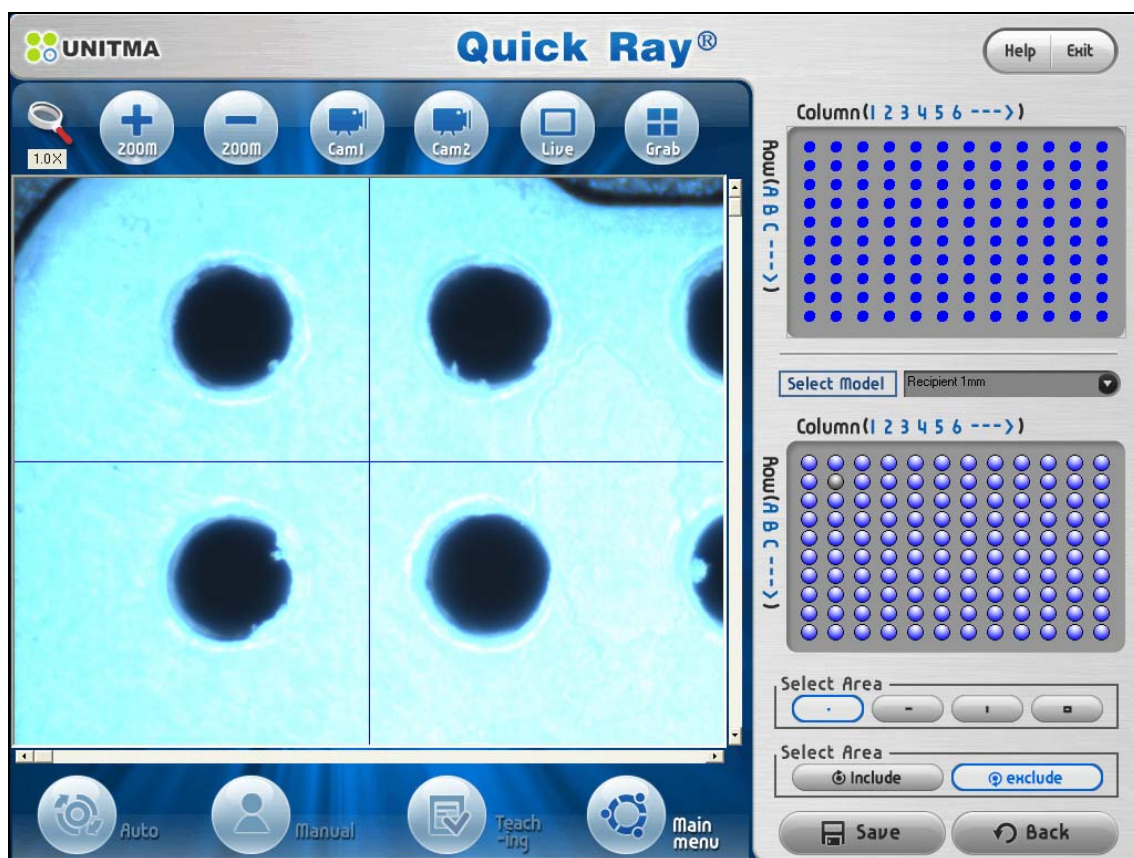 UNITMA
Quick Ray®
Help Exit
1.0X
ZOOM
ZOOM
Cam1
Cam2
Live
Grab
Column(1 2 3 4 5 6 --->)
Row(A B C ---->)
Select Model
Recipient 1mm
Column(1 2 3 4 5 6 --->)
Row(A B C ---->)
Select Area
Select Area
Include
exclude
Auto
Manual
Teach
-ing
Main
menu
Save
Back